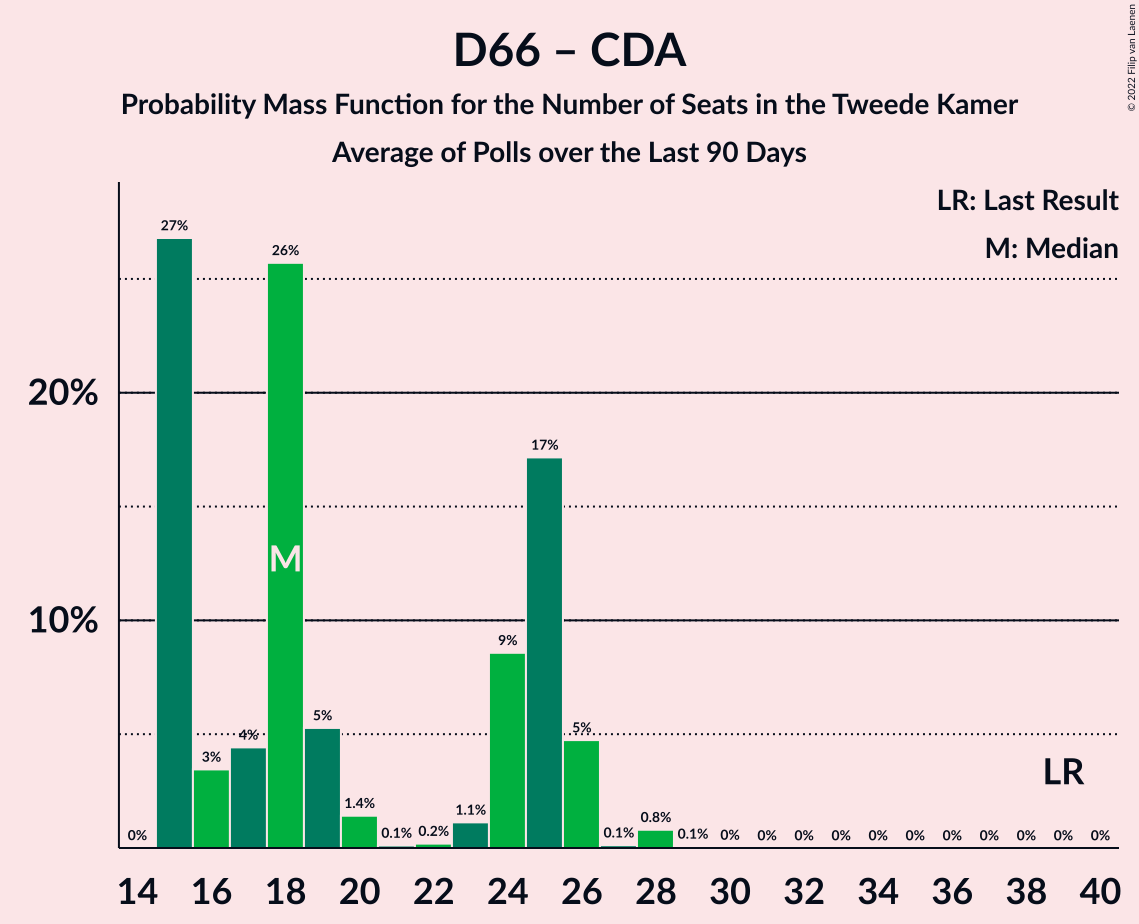 D66 – CDA
Probability Mass Function for the Number of Seats in the Tweede Kamer
Average of Polls over the Last 90 Days
© 2022 Filip van Laenen
LR: Last Result
M: Median
27%
26%
20%
17%
M
10%
9%
5%
4%
5%
3%
LR
1.4%
1.1%
0.8%
0% 0.1% 0.2% 0.1% 0.1% 0% 0% 0% 0% 0% 0% 0% 0% 0% 0% 0%
14 16 18 20 22 24 26 28 30 32 34 36 38 40